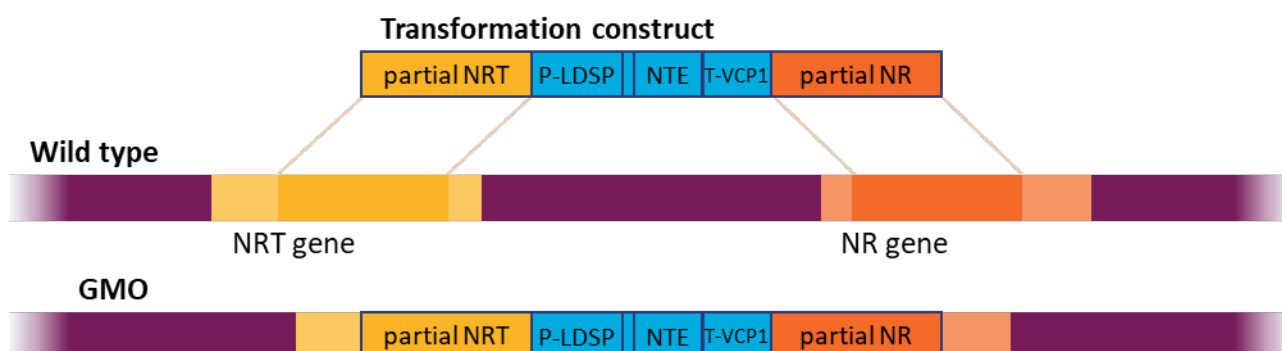 Transformation construct
partial NRT P-LDSP NTE T-VCP1 partial NR
Wild type
NRT gene NR gene
GMO
partial NRT P-LDSP NTE T-VCP1 partial NR